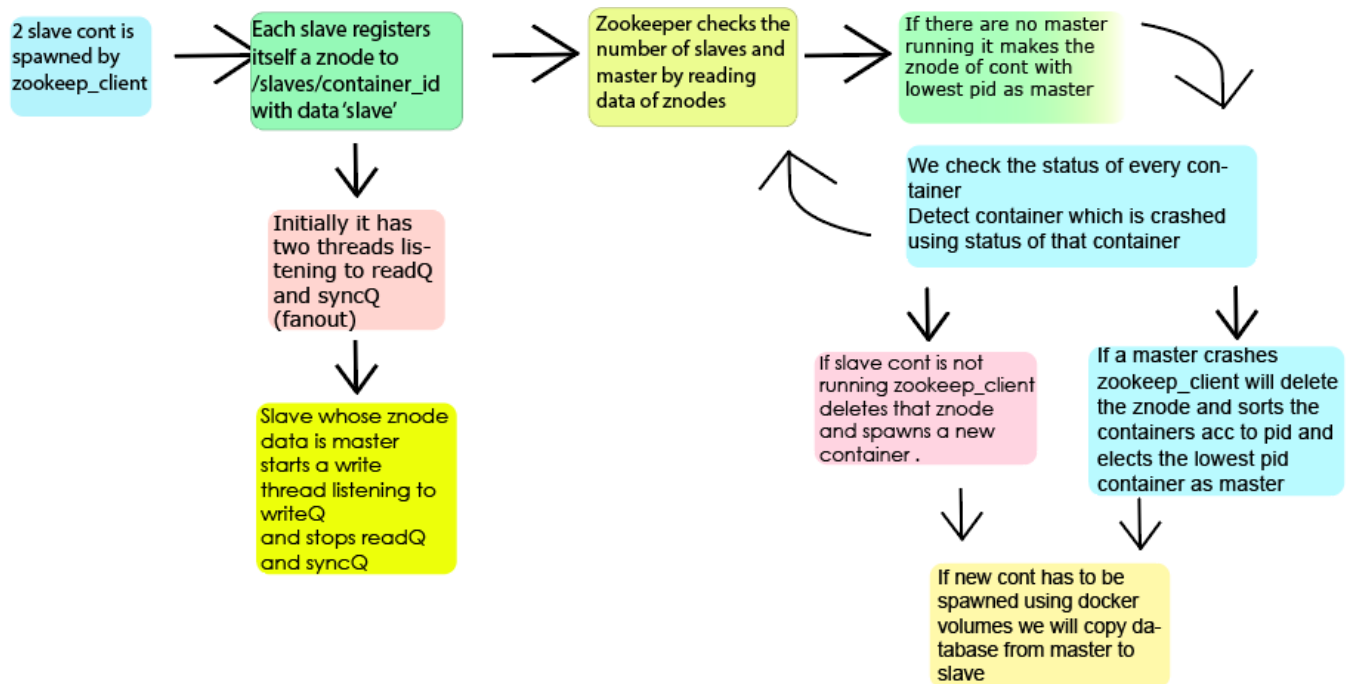 2 slave cont is
spawned by
zookeep_client
Each slave registers
itself a znode to
/slaves/container_id
with data 'slave'
Zookeeper checks the
number of slaves and
master by reading
data of znodes
If there are no master
running it makes the
znode of cont with
lowest pid as master
We check the status of every con-
tainer
Detect container which is crashed
using status of that container
Initially it has
two threads lis-
tening to readQ
and syncQ
(fanout)
Slave whose znode
data is master
starts a write
thread listening to
writeQ
and stops readQ
and syncQ
If slave cont is not
running zookeep_client
deletes that znode
and spawns a new
container .
If a master crashes
zookeep_client will delete
the znode and sorts the
containers acc to pid and
elects the lowest pid
container as master
If new cont has to be
spawned using docker
volumes we will copy da-
tabase from master to
slave